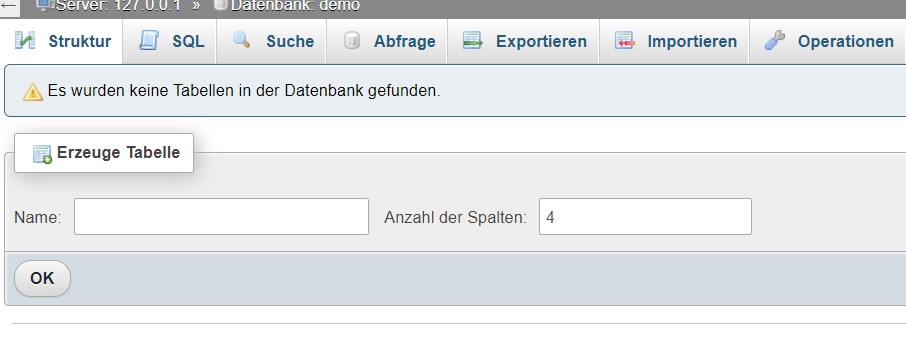 Server: 127.0.0.1 » Datenbank: demo
Struktur SQL Suche Abfrage Exportieren Importieren Operationen
Es wurden keine Tabellen in der Datenbank gefunden.
Erzeuge Tabelle
Name: Anzahl der Spalten: 4
OK